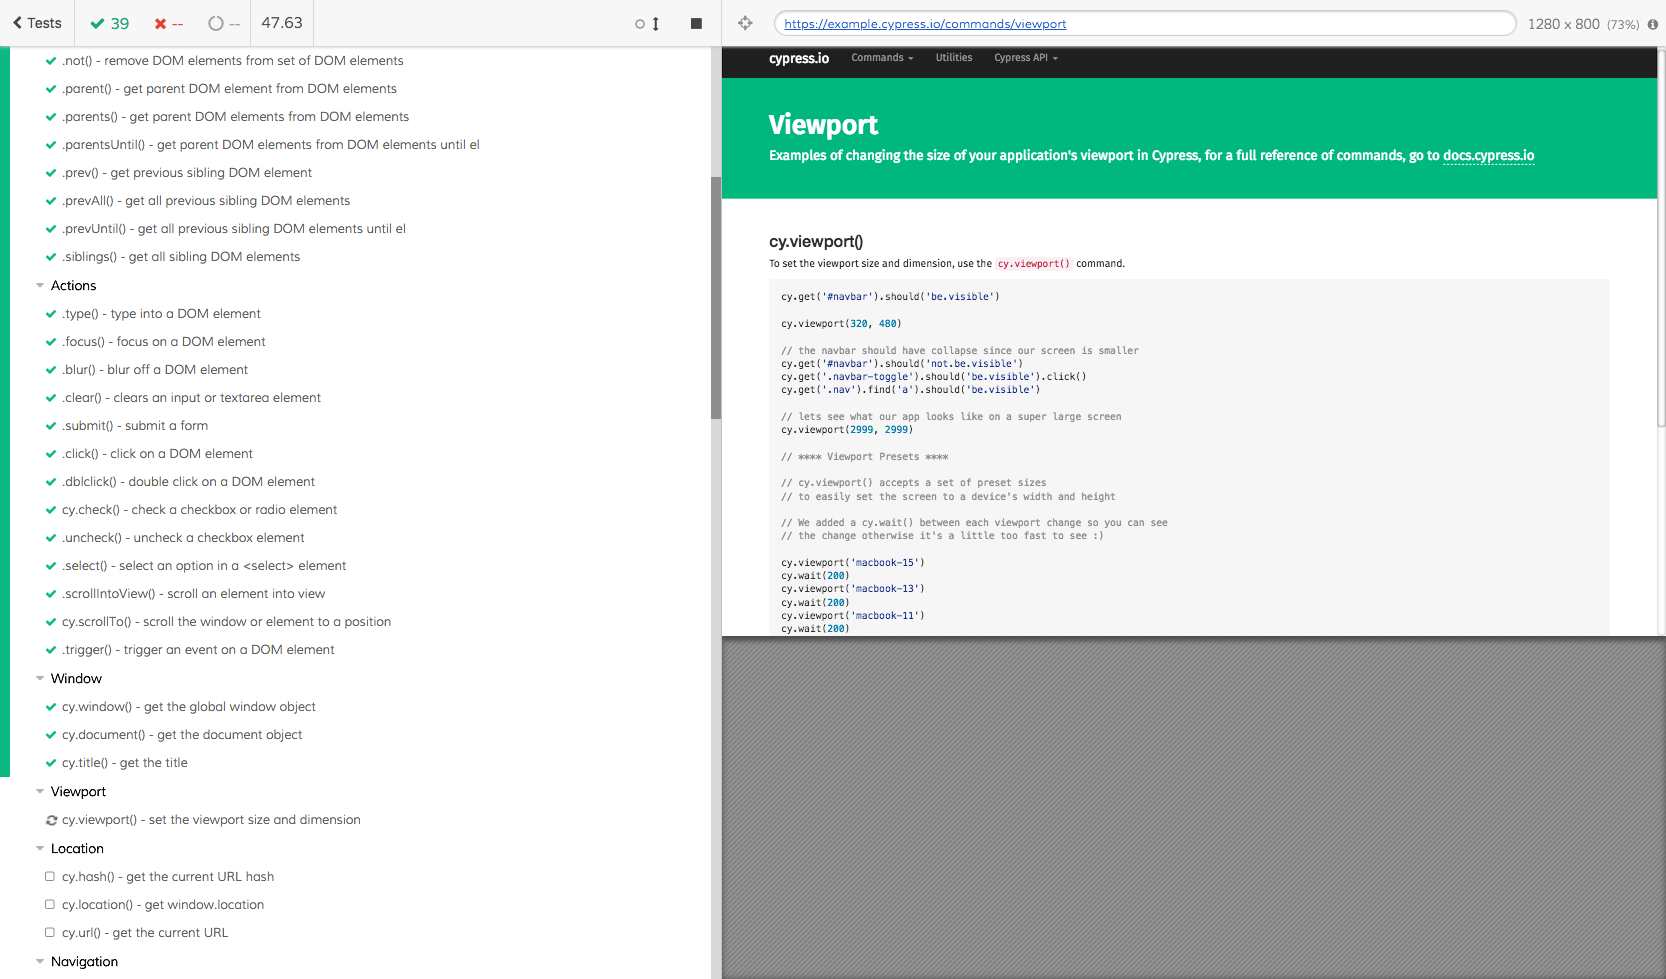 Tests
39
--
--
47.63
https://example.cypress.io/commands/viewport
1280 x 800 (73%)
.not() - remove DOM elements from set of DOM elements
.parent() - get parent DOM element from DOM elements
.parents() - get parent DOM elements from DOM elements
.parentsUntil() - get parent DOM elements from DOM elements until el
.prev() - get previous sibling DOM element
.prevAll() - get all previous sibling DOM elements
.prevUntil() - get all previous sibling DOM elements until el
.siblings() - get all sibling DOM elements
Actions
.type() - type into a DOM element
.focus() - focus on a DOM element
.blur() - blur off a DOM element
.clear() - clears an input or textarea element
.submit() - submit a form
.click() - click on a DOM element
.dblclick() - double click on a DOM element
cy.check() - check a checkbox or radio element
.uncheck() - uncheck a checkbox element
.select() - select an option in a <select> element
.scrollIntoView() - scroll an element into view
cy.scrollTo() - scroll the window or element to a position
.trigger() - trigger an event on a DOM element
Window
cy.window() - get the global window object
cy.document() - get the document object
cy.title() - get the title
Viewport
cy.viewport() - set the viewport size and dimension
Location
cy.hash() - get the current URL hash
cy.location() - get window.location
cy.url() - get the current URL
Navigation
cypress.io Commands Utilities Cypress API
Viewport
Examples of changing the size of your application's viewport in Cypress, for a full reference of commands, go to docs.cypress.io
cy.viewport()
To set the viewport size and dimension, use the cy.viewport() command.
cy.get('#navbar').should('be.visible')
cy.viewport(320, 480)
// the navbar should have collapse since our screen is smaller
cy.get('#navbar').should('not.be.visible')
cy.get('.navbar-toggle').should('be.visible').click()
cy.get('.nav').find('a').should('be.visible')
// lets see what our app looks like on a super large screen
cy.viewport(2999, 2999)
// **** Viewport Presets ****
// cy.viewport() accepts a set of preset sizes
// to easily set the screen to a device's width and height
// We added a cy.wait() between each viewport change so you can see
// the change otherwise it's a little too fast to see :)
cy.viewport('macbook-15')
cy.wait(200)
cy.viewport('macbook-13')
cy.wait(200)
cy.viewport('macbook-11')
cy.wait(200)